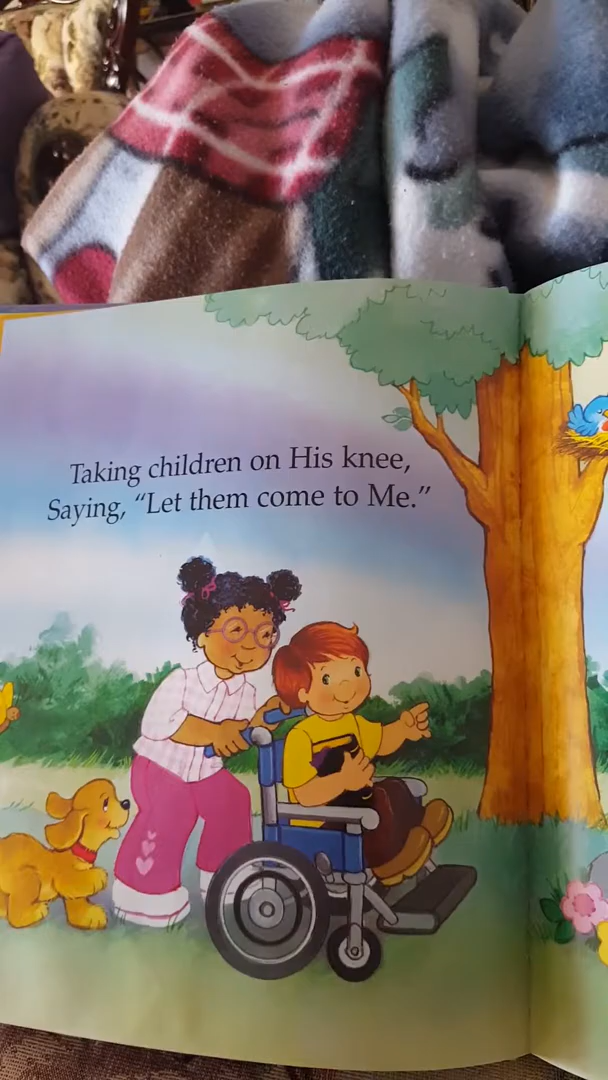 Taking children on His knee,
Saying, “Let them come to Me.”